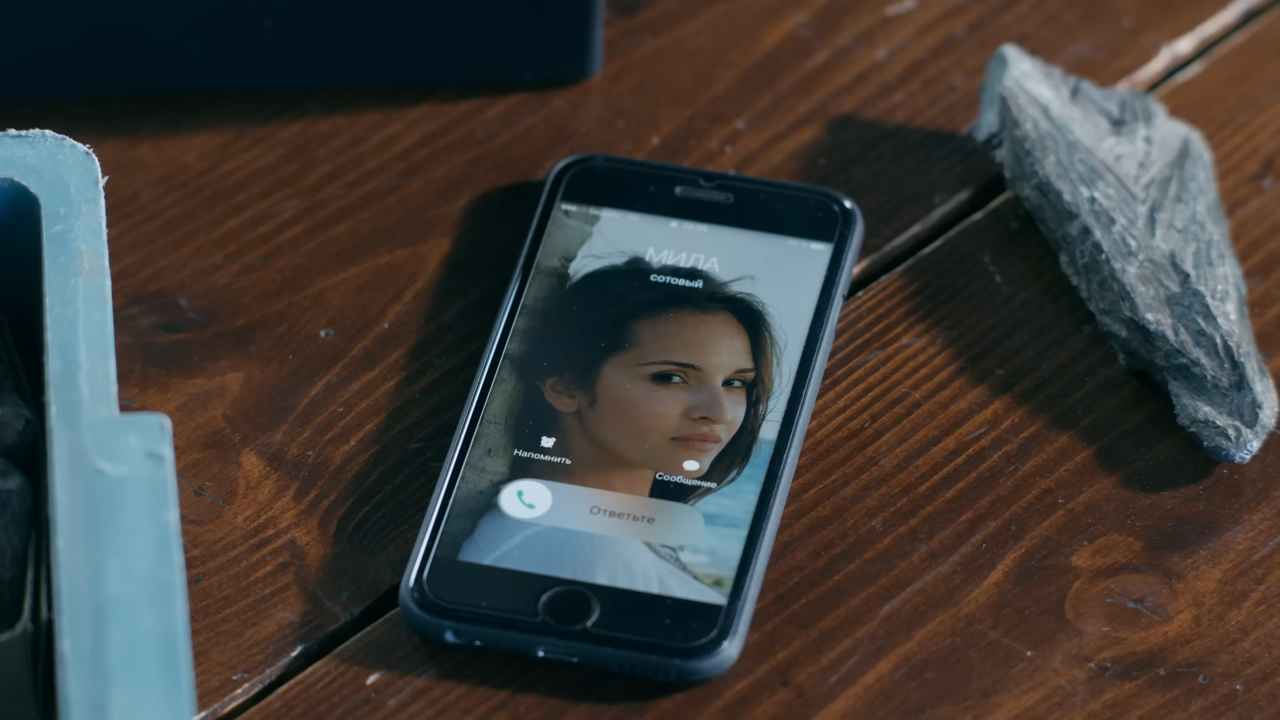 МИЛА
сотовый
Напомнить
Сообщение
Ответьте